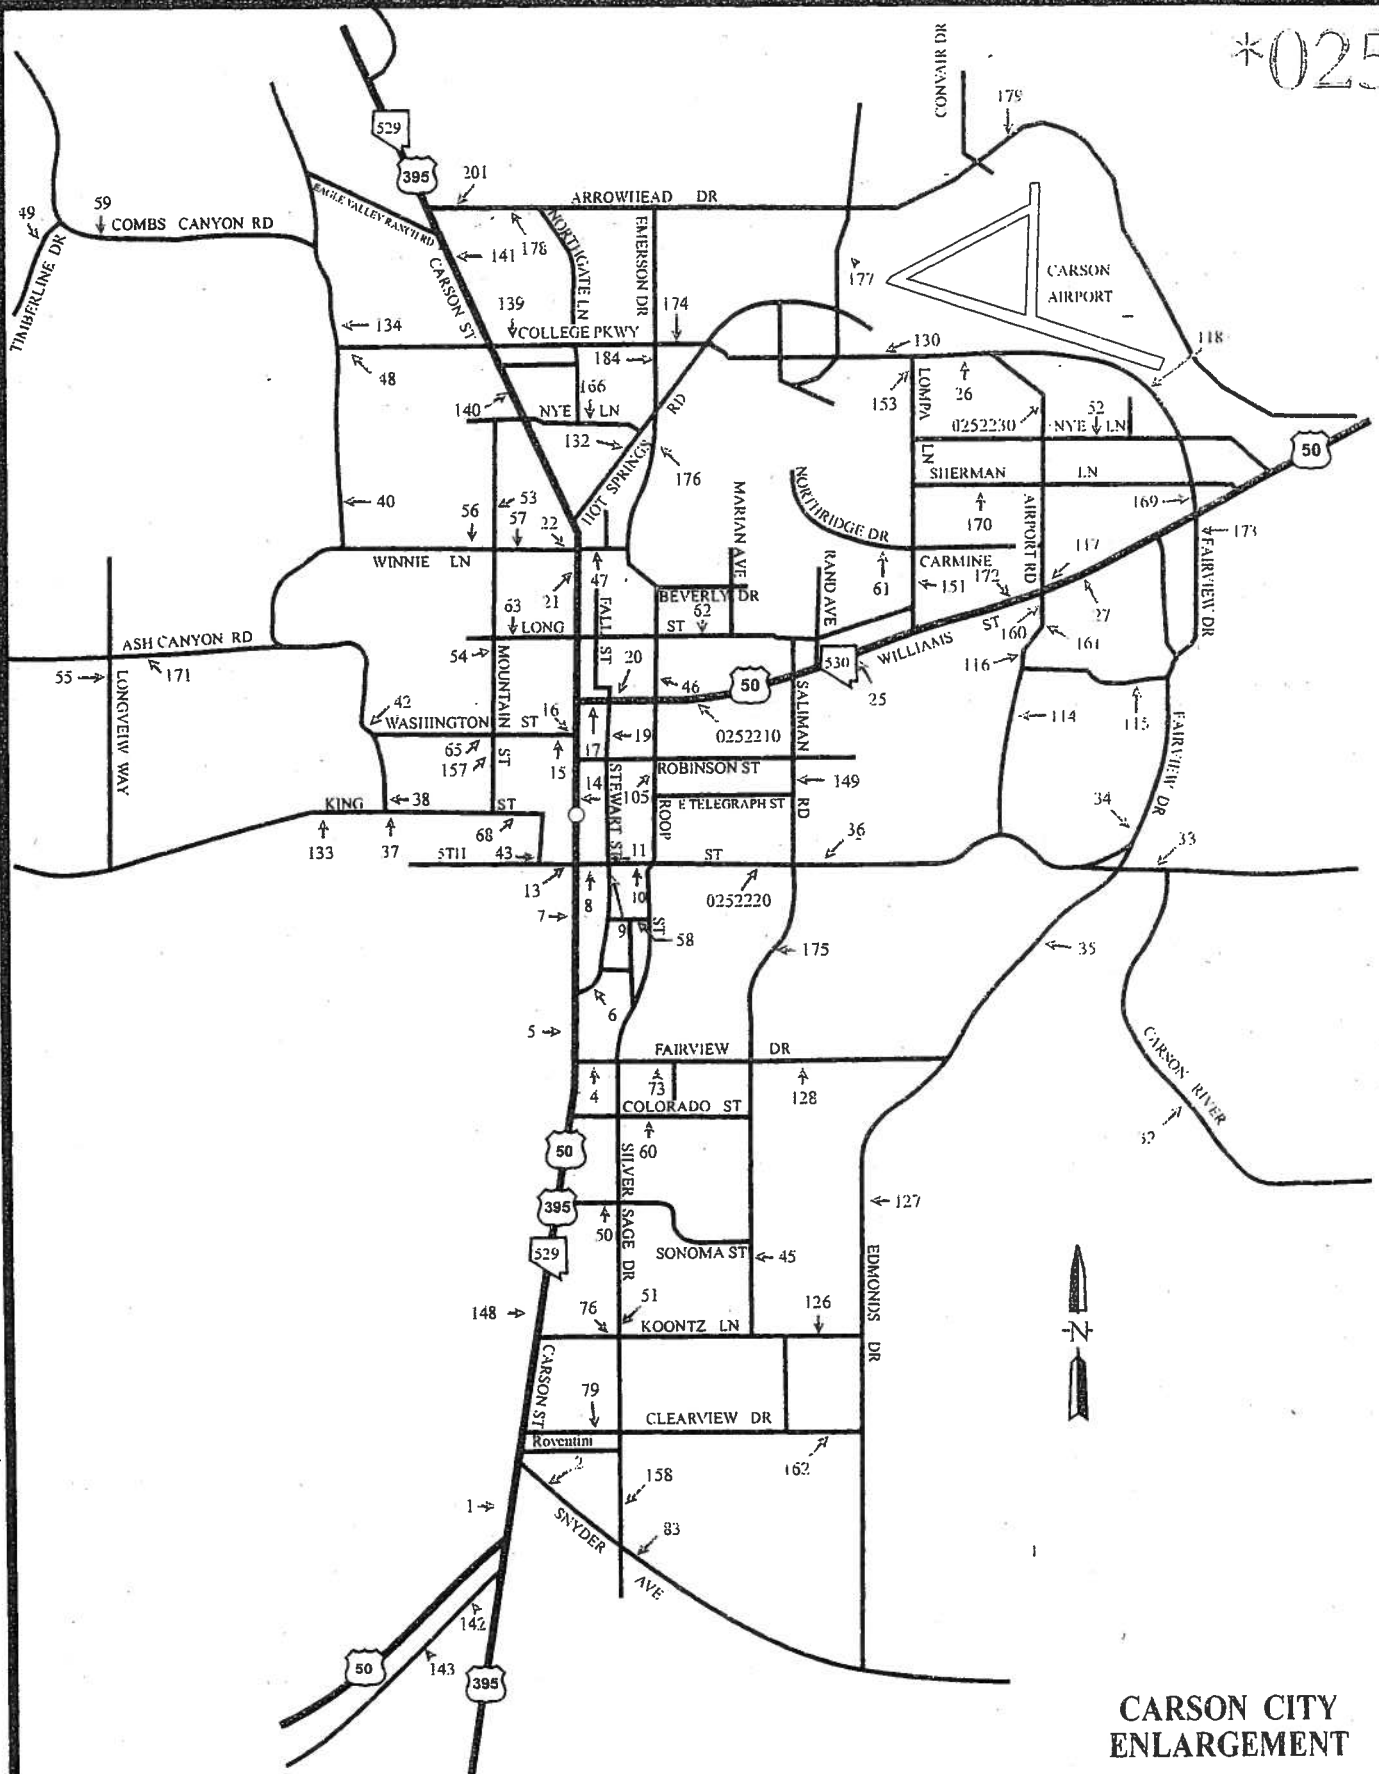 *025
CONVAIR DR
179
529
395
201
ARROWHEAD DR
EAGLE VALLEY RANCH RD
59
49
COMBS CANYON RD
TIMBERLINE DR
178
NORTHGATE LN
EMERSON DR
141
CARSON ST
177
CARSON
AIRPORT
139
174
134
COLLEGE PKWY
130
118
184
48
166
153
LOMPA
LN
26
52
140
NYE LN
RD
0252230
NYE LN
50
132
HOT SPRINGS
176
SHERMAN LN
MARIAN AVE
NORTHRIDGE DR
40
53
56
57
22
170
AIRPORT RD
169
173
WINNIE LN
47
61
CARMINE
172
117
FAIRVIEW DR
21
FALL ST
BEVERLY DR
RAND AVE
151
27
63
62
LONG ST
160
161
ASH CANYON RD
54
20
530
WILLIAMS ST
116
55
171
MOUNTAIN
ST
46
50
25
LONGVEIW WAY
SALIMAN
RD
42
16
WASHINGTON ST
19
0252210
114
115
FAIRVIEW DR
65
157
15
17
ROBINSON ST
14
STEWART ST
105
149
E TELEGRAPH ST
ROOP
ST
KING ST
38
34
68
36
133
37
5TH
43
11
ST
33
13
8
10
0252220
7
9
58
175
35
6
5
FAIRVIEW DR
CARSON RIVER
4
73
128
COLORADO ST
32
50
60
SILVER SAGE DR
395
127
50
529
SONOMA ST
45
EDMONDS DR
148
76
51
126
KOONTZ LN
N
CARSON ST
79
CLEARVIEW DR
Roventini
2
162
158
1
SNYDER AVE
83
142
143
50
395
CARSON CITY
ENLARGEMENT